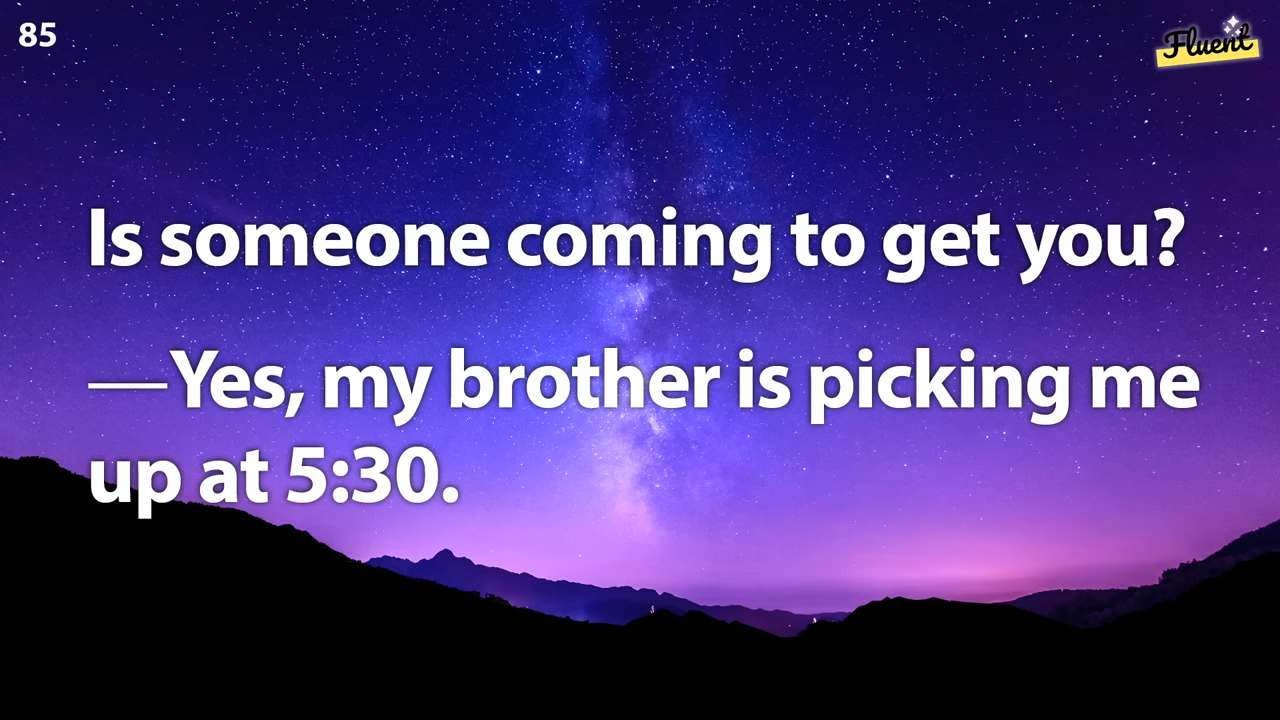 85
Fluent
Is someone coming to get you?
—Yes, my brother is picking me
up at 5:30.